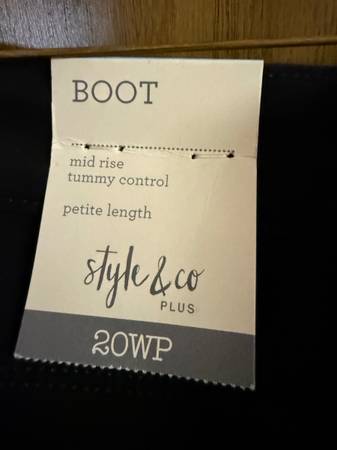 BOOT
mid rise
tummy control
petite length
style & co
PLUS
20WP